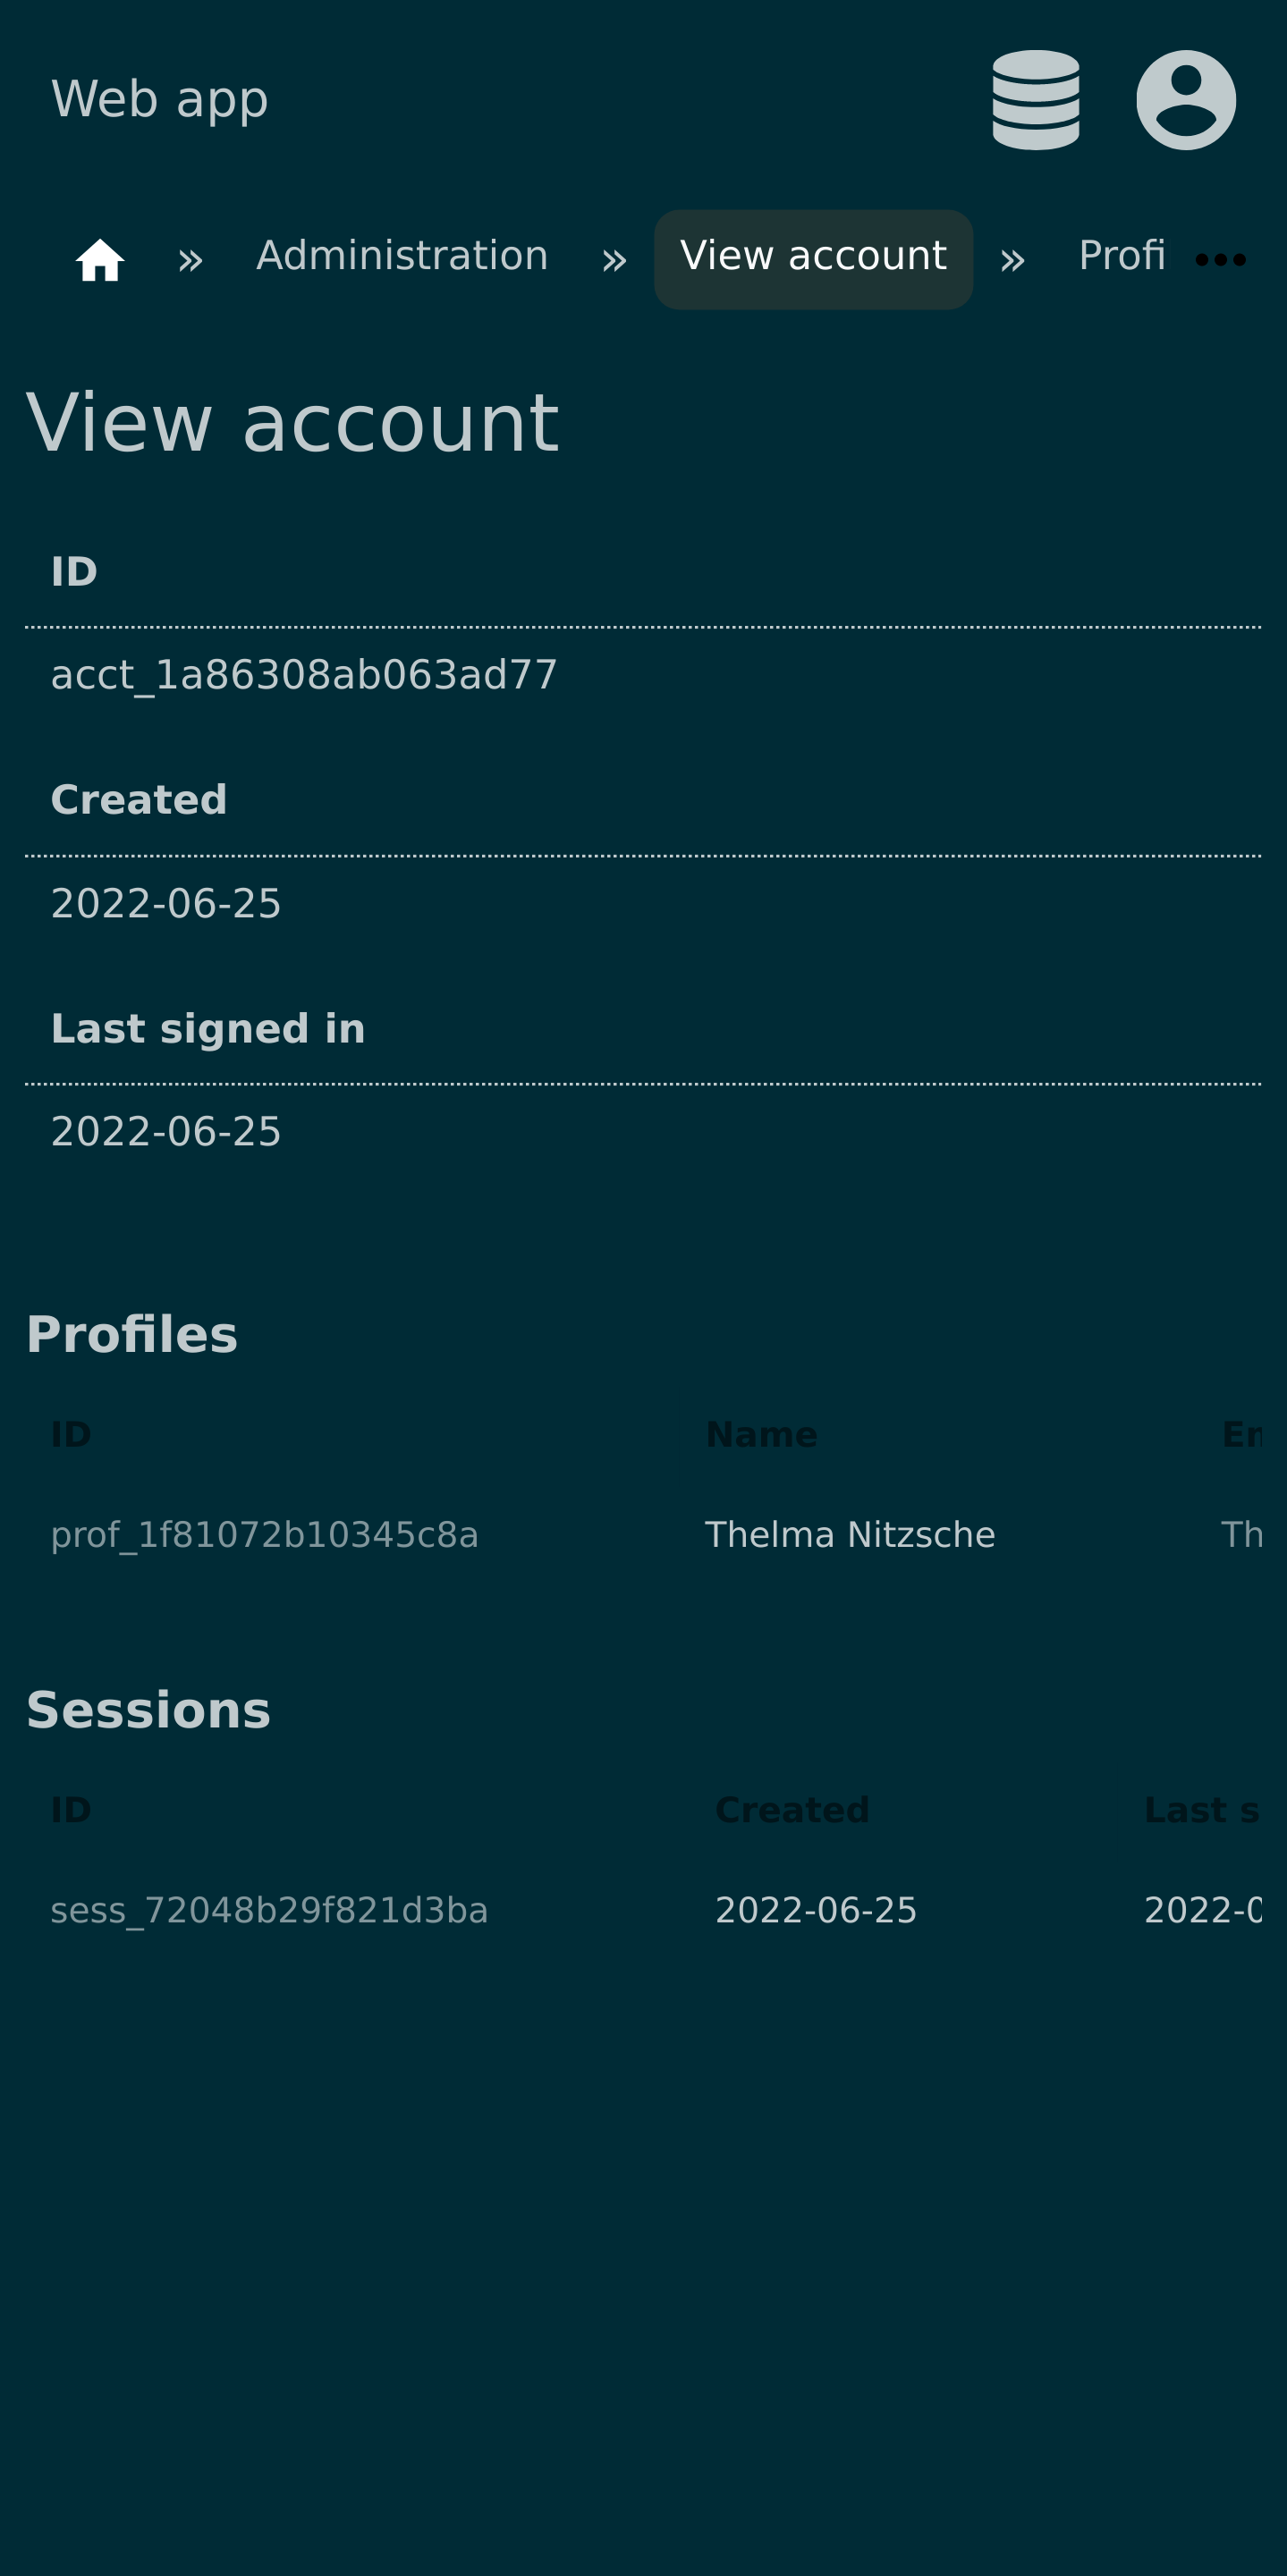 Web app
» Administration » View account » Profi
View account
ID
acct_1a86308ab063ad77
Created
2022-06-25
Last signed in
2022-06-25
Profiles
ID Name
prof_1f81072b10345c8a Thelma Nitzsche Th
Sessions
ID Created Last s
sess_72048b29f821d3ba 2022-06-25 2022-0